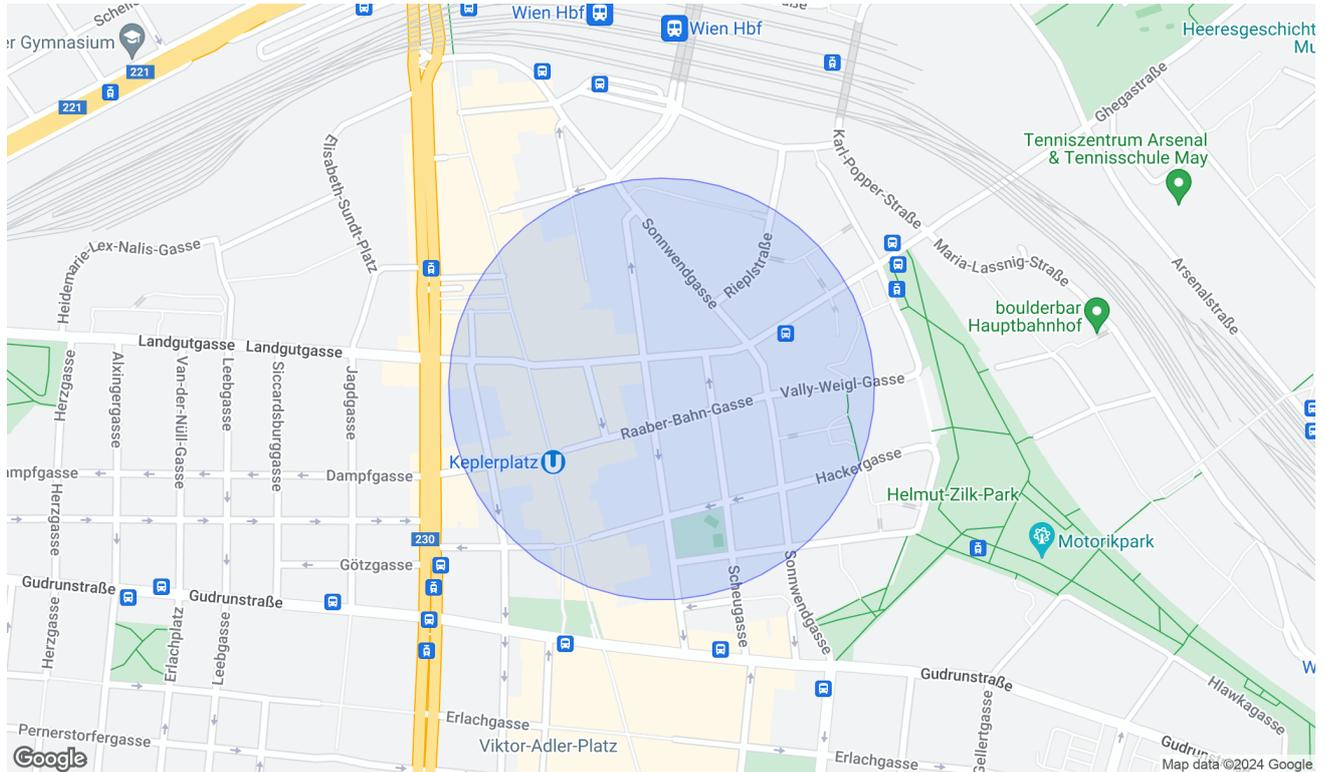 Wien Hbf
Wien Hbf
er Gymnasium
221
221
Heeresgeschicht
Mu
Ghegastraße
Tenniszentrum Arsenal
& Tennisschule May
Elisabeth-Sundt-Platz
Karl-Popper-Straße
Heidemarie-Lex-Nalis-Gasse
Sonnwendgasse
Rieplstraße
Maria-Lassnig-Straße
Arsenalstraße
boulderbar
Hauptbahnhof
Landgutgasse
Landgutgasse
Herzgasse
Alxingergasse
Van-der-Nüll-Gasse
Leebgasse
Siccardsburggasse
Jagdgasse
Vally-Weigl-Gasse
Raaber-Bahn-Gasse
Keplerplatz
ampfgasse
Dampfgasse
Hackergasse
Helmut-Zilk-Park
Herzgasse
230
Motorikpark
Götzgasse
Gudrunstraße
Gudrunstraße
Herzgasse
Erlachplatz
Leebgasse
Scheugasse
Sonnwendgasse
Gudrunstraße
Gellertgasse
Hlawkagasse
Erlachgasse
Pernerstorfergasse
Viktor-Adler-Platz
Erlachgasse
Gudrun
Google
Map data ©2024 Google